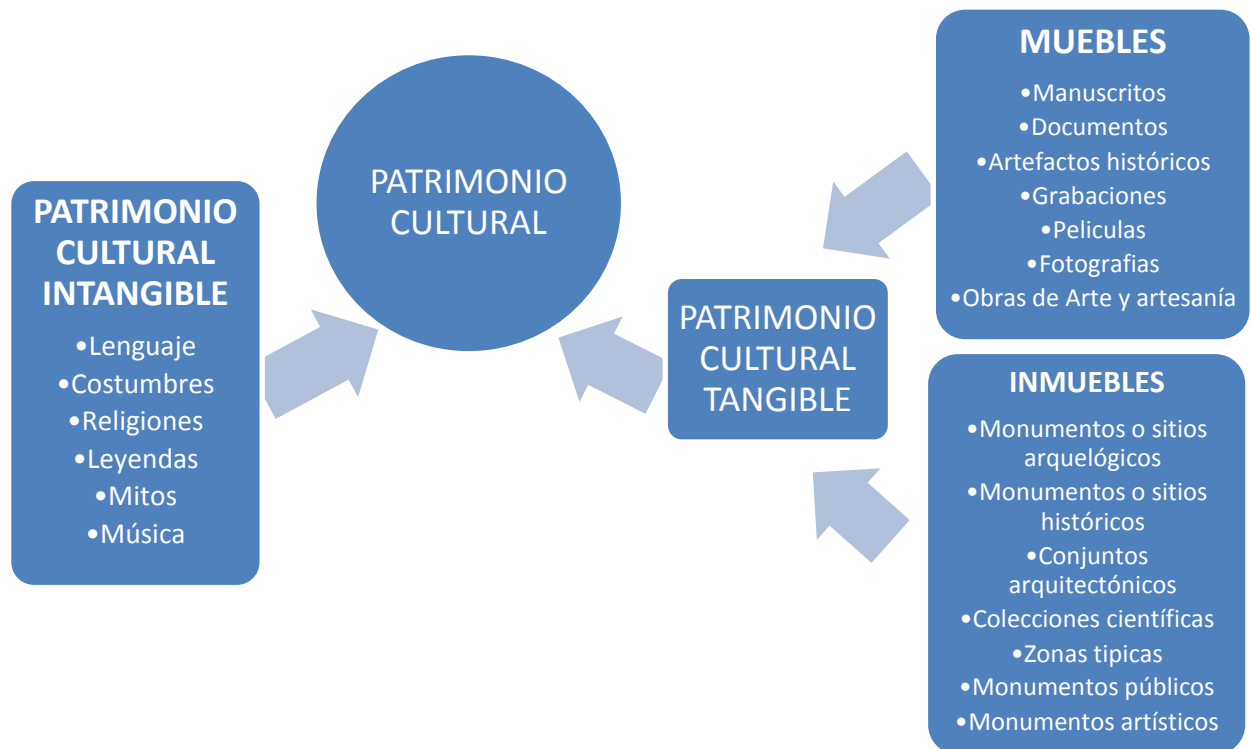 PATRIMONIO
CULTURAL
PATRIMONIO
CULTURAL
INTANGIBLE
•Lenguaje
•Costumbres
•Religiones
•Leyendas
•Mitos
•Música
PATRIMONIO
CULTURAL
TANGIBLE
MUEBLES
•Manuscritos
•Documentos
•Artefactos históricos
•Grabaciones
•Peliculas
•Fotografias
•Obras de Arte y artesanía
INMUEBLES
•Monumentos o sitios
arquelógicos
•Monumentos o sitios
históricos
•Conjuntos
arquitectónicos
•Colecciones científicas
•Zonas tipicas
•Monumentos públicos
•Monumentos artísticos